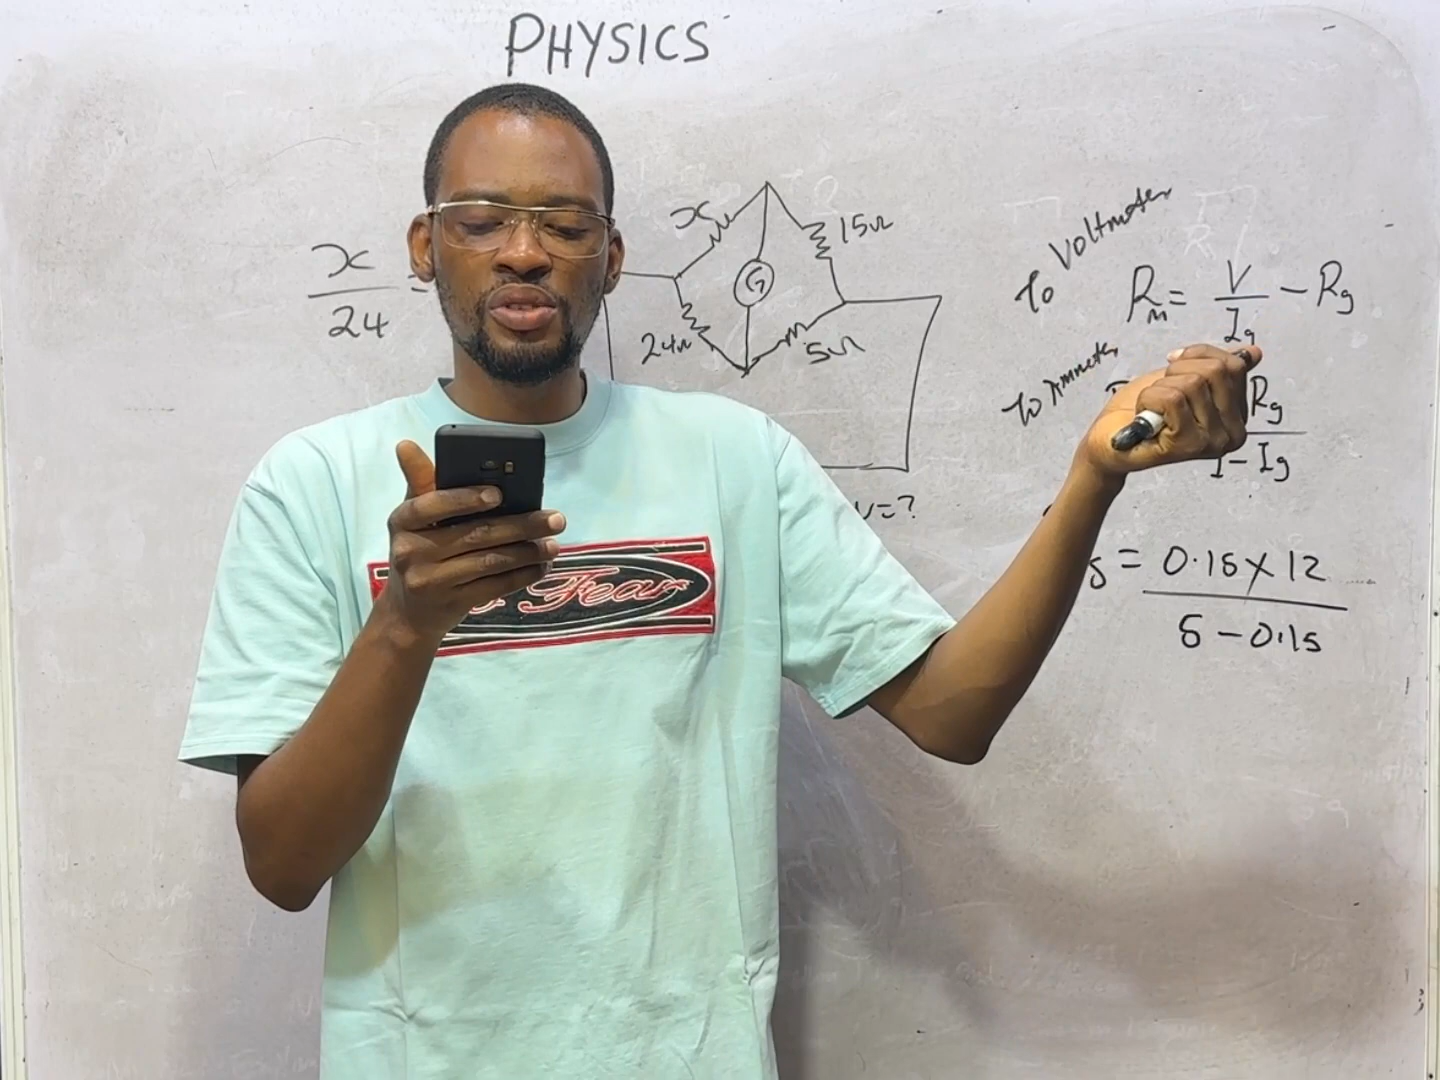 PHYSICS
x
24
=
x
15Ω
G
24Ω
5Ω
To Voltmeter
Rm = V/Ig - Rg
To Ammeter
Rg
I - Ig
v=?
s = 0.15 x 12
5 - 0.15
Fear